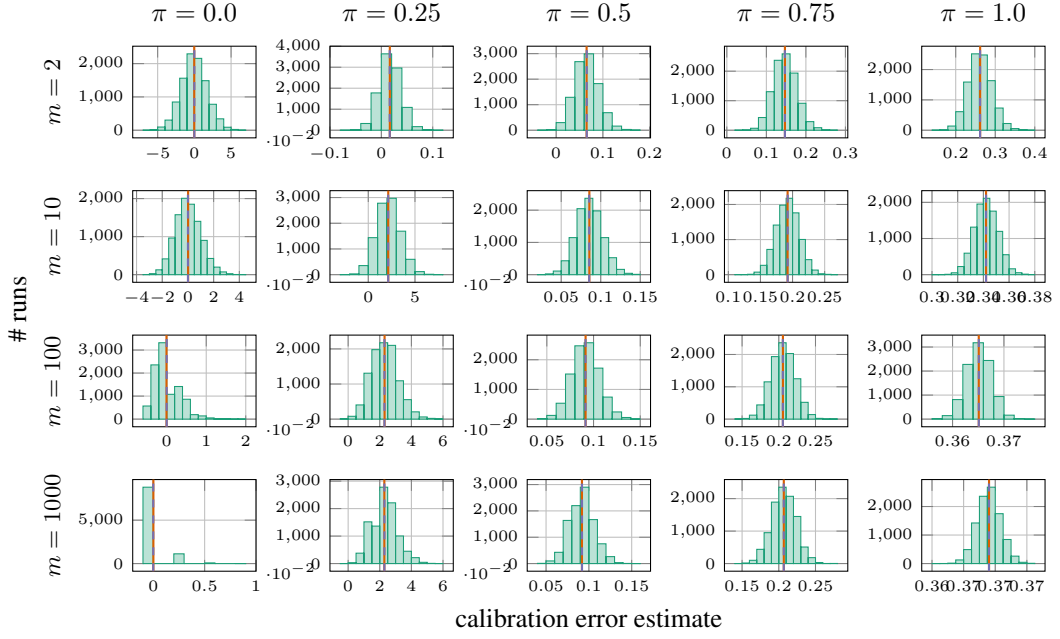 π = 0.0 π = 0.25 π = 0.5 π = 0.75 π = 1.0
m = 2
0 1,000 2,000
−5 0 5
·10−2
0 1,000 2,000 3,000 4,000
−0.1 0 0.1
0 1,000 2,000 3,000
0 0.1 0.2
0 1,000 2,000
0 0.1 0.2 0.3
0 1,000 2,000
0.2 0.3 0.4
m = 10
0 1,000 2,000
−4 −2 0 2 4
·10−2
0 1,000 2,000 3,000
0 5
·10−2
0 1,000 2,000
0.05 0.1 0.15
0 1,000 2,000
0.1 0.15 0.2 0.25
0 1,000 2,000
0.3 0.32 0.34 0.36 0.38
# runs
m = 100
0 1,000 2,000 3,000
0 1 2
·10−2
0 1,000 2,000
0 2 4 6
·10−2
0 1,000 2,000
0.05 0.1 0.15
0 1,000 2,000
0.15 0.2 0.25
0 1,000 2,000 3,000
0.36 0.37
m = 1000
0 5,000
0 1
·10−2
0 1,000 2,000 3,000
0 2 4 6
·10−2
0 1,000 2,000 3,000
0.05 0.1 0.15
0 1,000 2,000
0.15 0.2 0.25
0 1,000 2,000
0.36 0.37 0.37 0.37
calibration error estimate